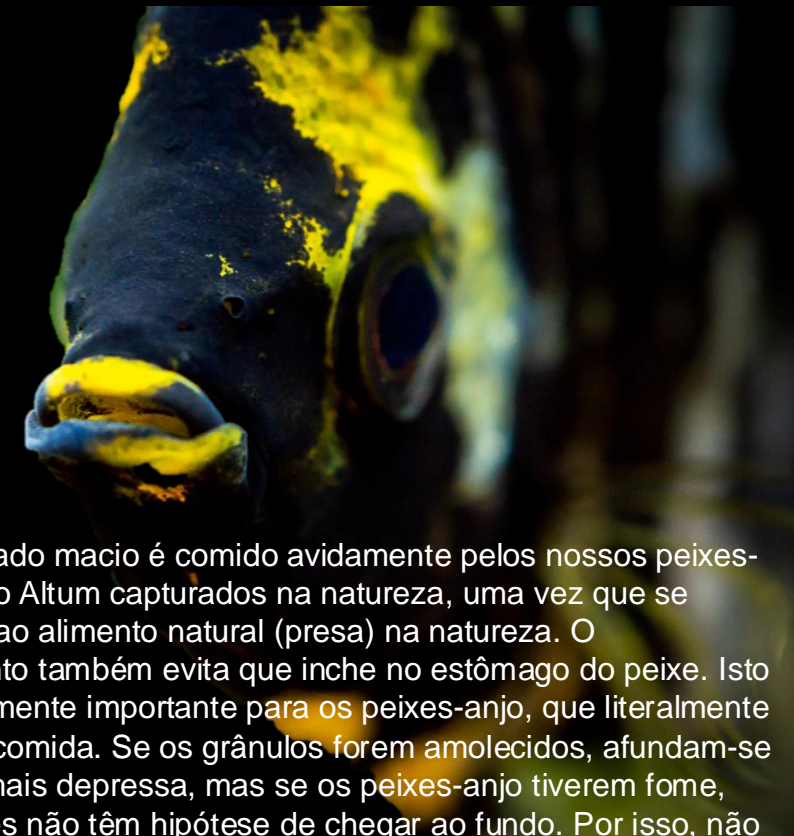 ado macio é comido avidamente pelos nossos peixes-
o Altum capturados na natureza, uma vez que se
ao alimento natural (presa) na natureza. O
nto também evita que inche no estômago do peixe. Isto
mente importante para os peixes-anjo, que literalmente
comida. Se os grânulos forem amolecidos, afundam-se
nais depressa, mas se os peixes-anjo tiverem fome,
s não têm hipótese de chegar ao fundo. Por isso, não